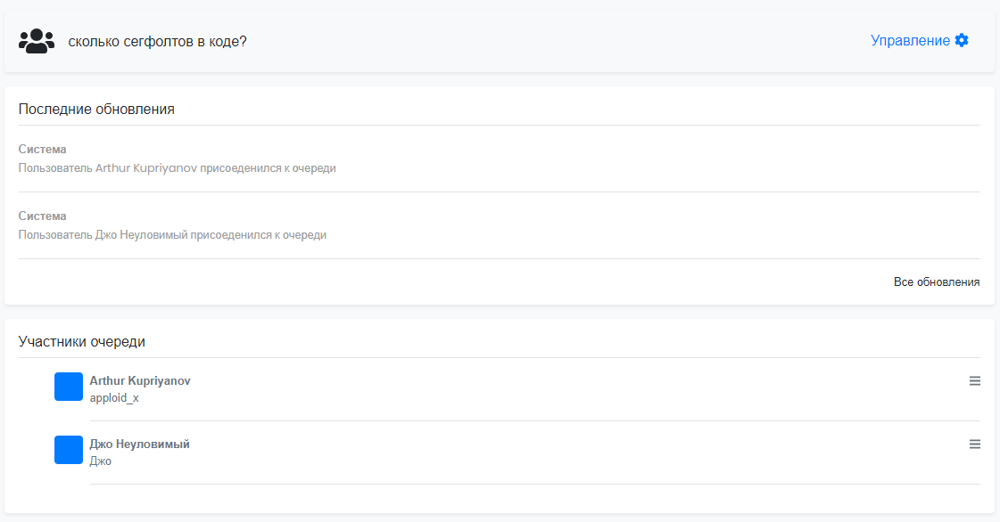 сколько сегфолтов в коде?
Управление
Последние обновления
Система
Пользователь Arthur Kupriyanov присоеденился к очереди
Система
Пользователь Джо Неуловимый присоеденился к очереди
Все обновления
Участники очереди
Arthur Kupriyanov
apploid_x
Джо Неуловимый
Джо